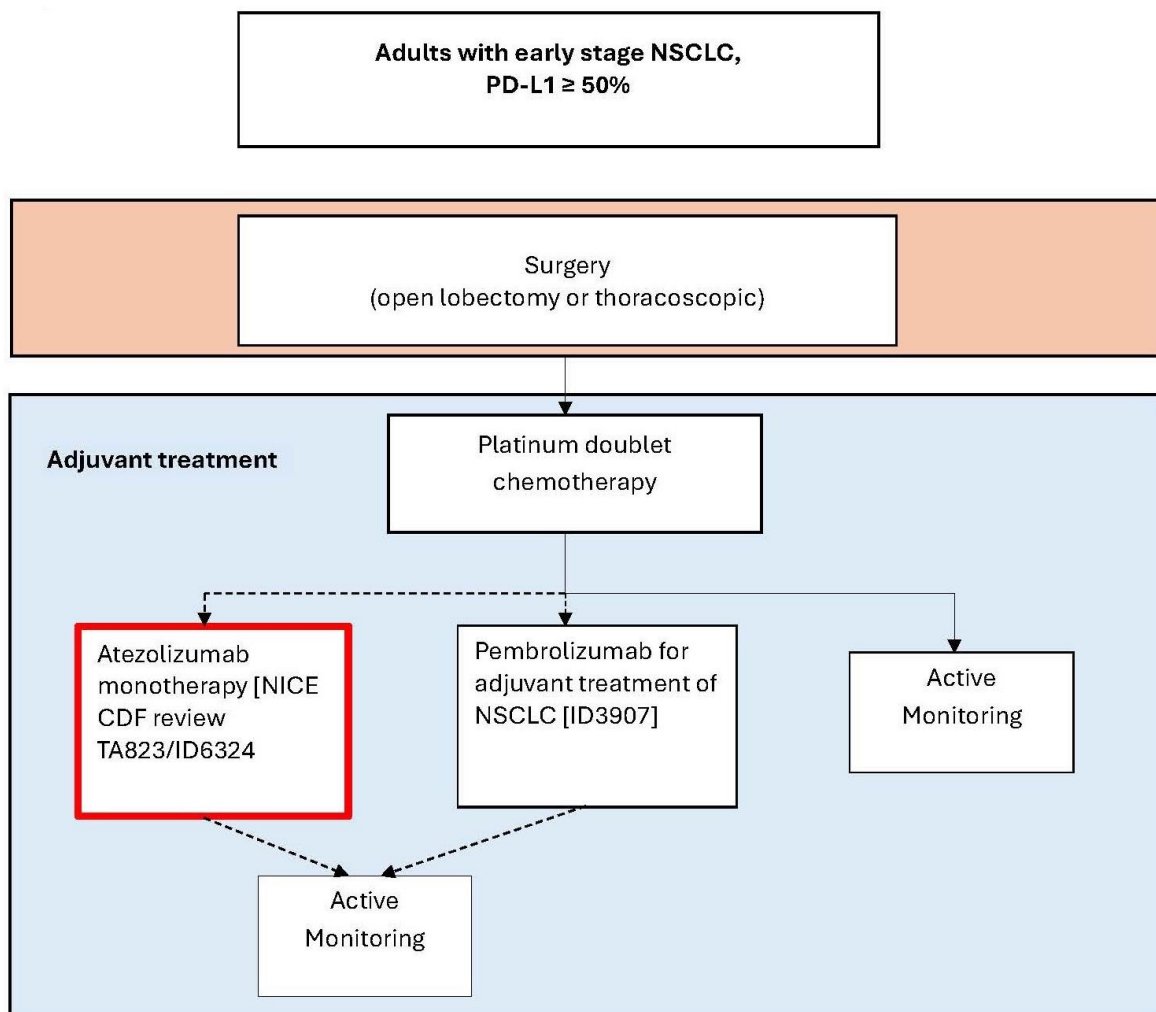 Adults with early stage NSCLC,
PD-L1 ≥ 50%
Surgery
(open lobectomy or thoracoscopic)
Adjuvant treatment
Platinum doublet
chemotherapy
Atezolizumab
monotherapy [NICE
CDF review
TA823/ID6324
Pembrolizumab for
adjuvant treatment of
NSCLC [ID3907]
Active
Monitoring
Active
Monitoring